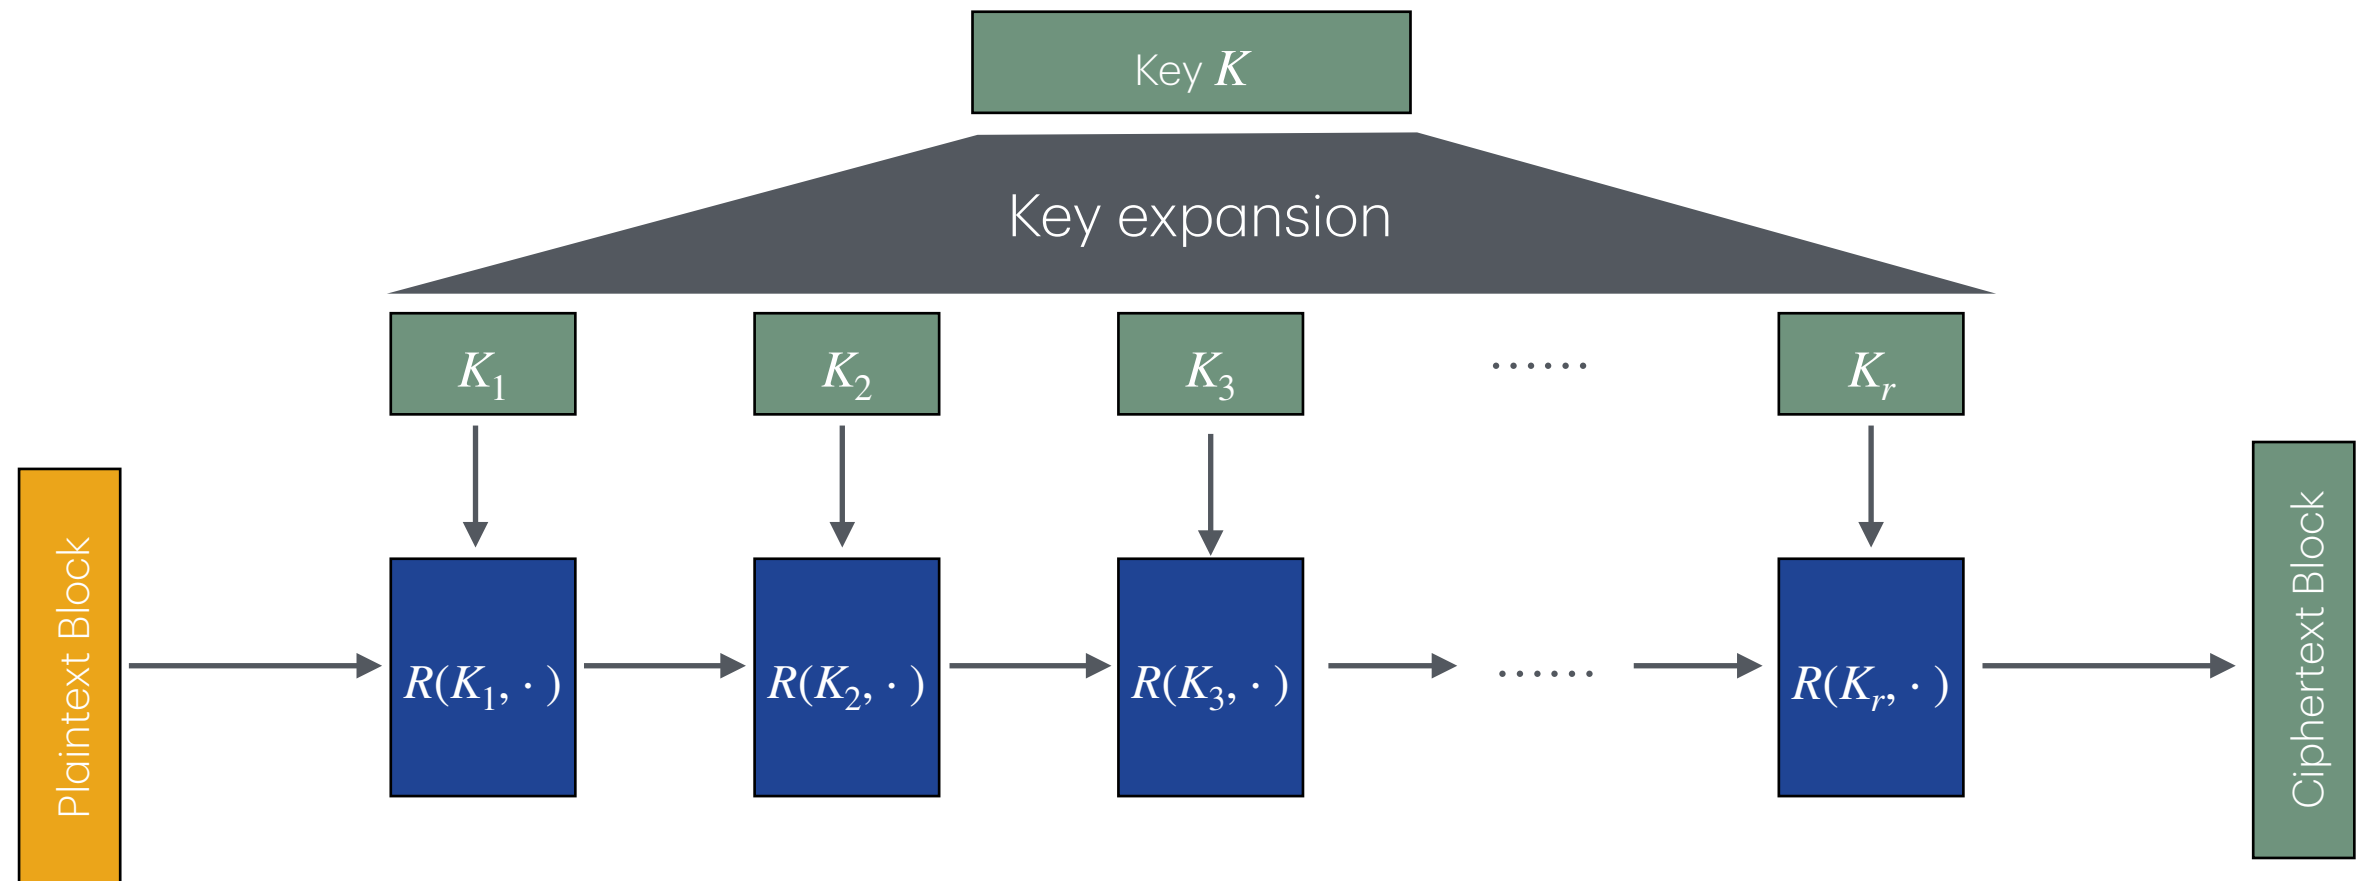 Key K
Key expansion
K₁
K₂
K₃
......
Kᵣ
Plaintext Block
R(K₁, · )
R(K₂, · )
R(K₃, · )
......
R(Kᵣ, · )
Ciphertext Block